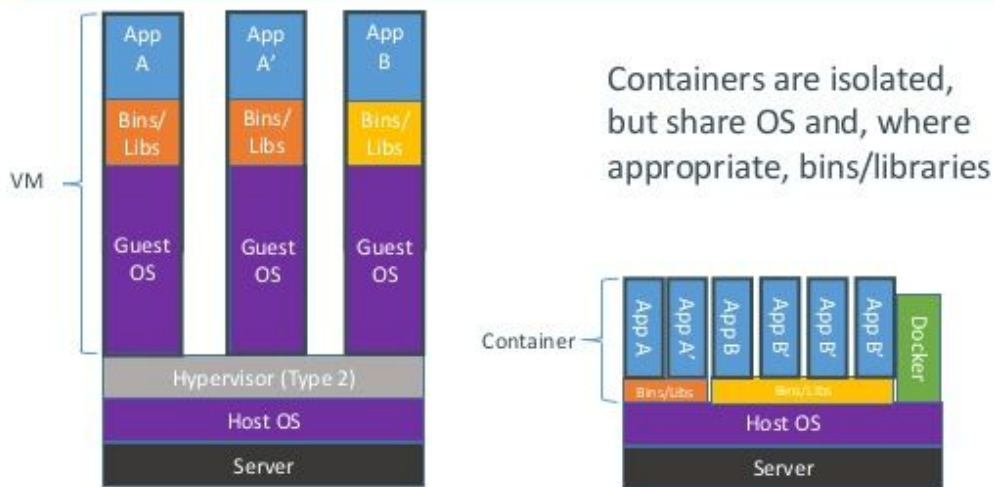 App
A
App
A’
App
B
Bins/
Libs
Bins/
Libs
Bins/
Libs
VM
Guest
OS
Guest
OS
Guest
OS
Hypervisor (Type 2)
Host OS
Server
Containers are isolated,
but share OS and, where
appropriate, bins/libraries
Container
App A
App A’
App B
App B’
App B’
App B’
Docker
Bins/Libs
Bins/Libs
Host OS
Server